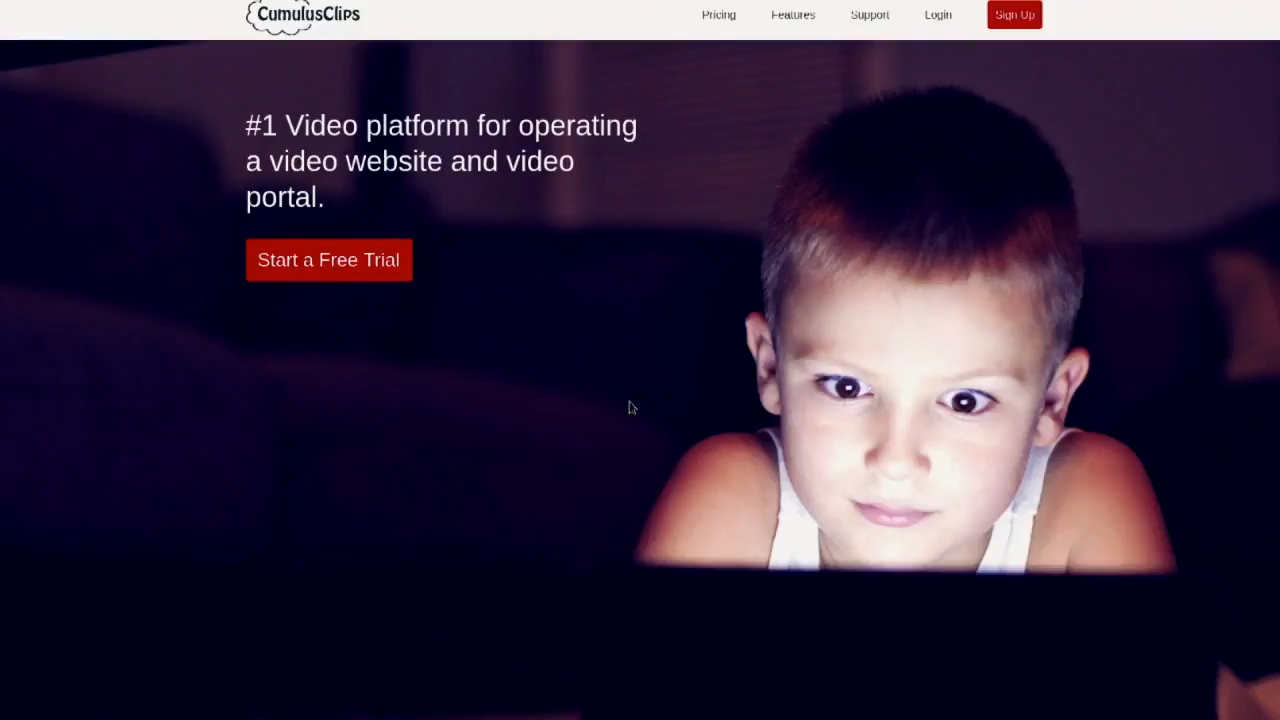 CumulusClips
Pricing Features Support Login Sign Up
#1 Video platform for operating
a video website and video
portal.
Start a Free Trial